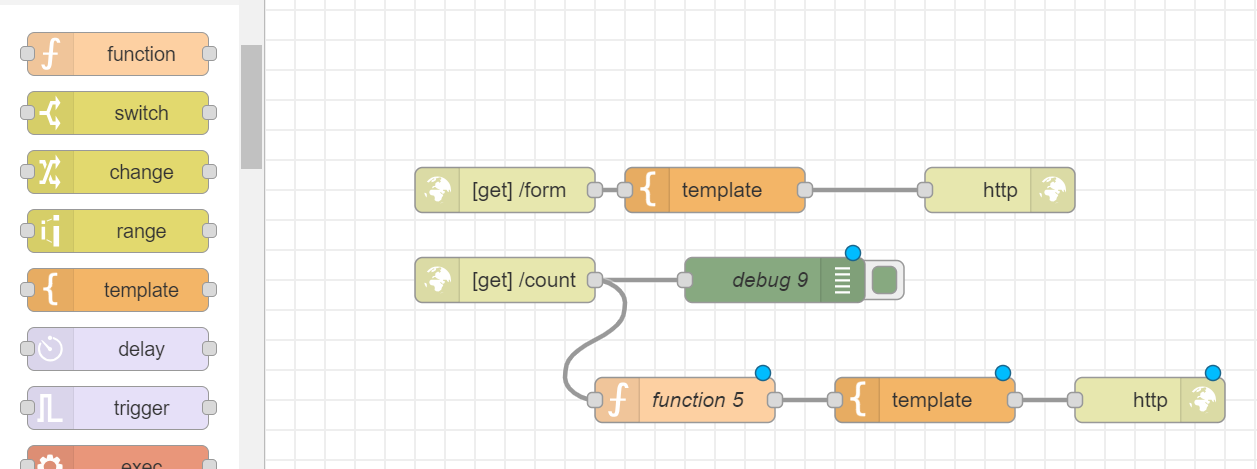 function
switch
change
range
template
delay
trigger
exec
[get] /form
template
http
[get] /count
debug 9
function 5
template
http